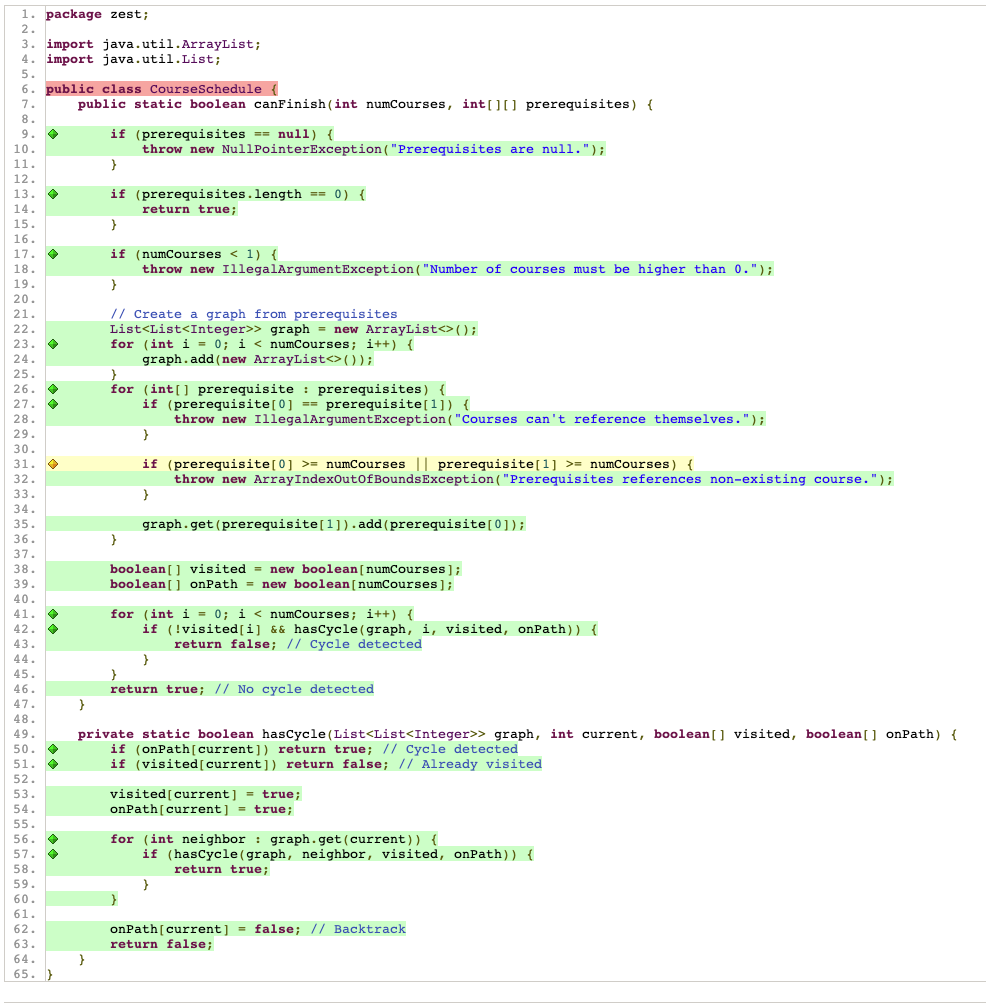 1. package zest;
2.
3. import java.util.ArrayList;
4. import java.util.List;
5.
6. public class CourseSchedule {
7.     public static boolean canFinish(int numCourses, int[][] prerequisites) {
8.
9.         if (prerequisites == null) {
10.             throw new NullPointerException("Prerequisites are null.");
11.         }
12.
13.         if (prerequisites.length == 0) {
14.             return true;
15.         }
16.
17.         if (numCourses < 1) {
18.             throw new IllegalArgumentException("Number of courses must be higher than 0.");
19.         }
20.
21.         // Create a graph from prerequisites
22.         List<List<Integer>> graph = new ArrayList<>();
23.         for (int i = 0; i < numCourses; i++) {
24.             graph.add(new ArrayList<>());
25.         }
26.         for (int[] prerequisite : prerequisites) {
27.             if (prerequisite[0] == prerequisite[1]) {
28.                 throw new IllegalArgumentException("Courses can't reference themselves.");
29.             }
30.
31.             if (prerequisite[0] >= numCourses || prerequisite[1] >= numCourses) {
32.                 throw new ArrayIndexOutOfBoundsException("Prerequisites references non-existing course.");
33.             }
34.
35.             graph.get(prerequisite[1]).add(prerequisite[0]);
36.         }
37.
38.         boolean[] visited = new boolean[numCourses];
39.         boolean[] onPath = new boolean[numCourses];
40.
41.         for (int i = 0; i < numCourses; i++) {
42.             if (!visited[i] && hasCycle(graph, i, visited, onPath)) {
43.                 return false; // Cycle detected
44.             }
45.         }
46.         return true; // No cycle detected
47.     }
48.
49.     private static boolean hasCycle(List<List<Integer>> graph, int current, boolean[] visited, boolean[] onPath) {
50.         if (onPath[current]) return true; // Cycle detected
51.         if (visited[current]) return false; // Already visited
52.
53.         visited[current] = true;
54.         onPath[current] = true;
55.
56.         for (int neighbor : graph.get(current)) {
57.             if (hasCycle(graph, neighbor, visited, onPath)) {
58.                 return true;
59.             }
60.         }
61.
62.         onPath[current] = false; // Backtrack
63.         return false;
64.     }
65. }